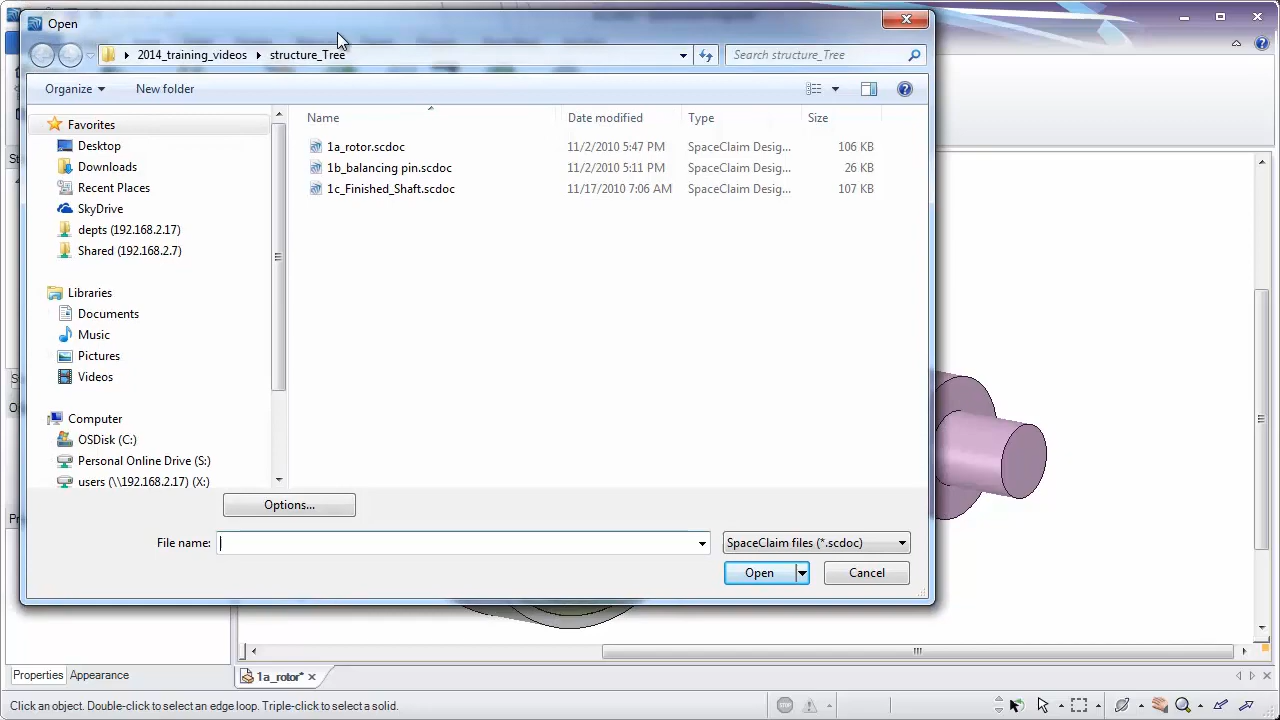 Open
2014_training_videos
structure_Tree
Search structure_Tree
Organize
New folder
Favorites
Desktop
Downloads
Recent Places
SkyDrive
depts (192.168.2.17)
Shared (192.168.2.7)
Libraries
Documents
Music
Pictures
Videos
Computer
OSDisk (C:)
Personal Online Drive (S:)
users (\\192.168.2.17) (X:)
Name Date modified Type Size
1a_rotor.scdoc 11/2/2010 5:47 PM SpaceClaim Desig... 106 KB
1b_balancing pin.scdoc 11/2/2010 5:11 PM SpaceClaim Desig... 26 KB
1c_Finished_Shaft.scdoc 11/17/2010 7:06 AM SpaceClaim Desig... 107 KB
Options...
File name:
SpaceClaim files (*.scdoc)
Open
Cancel
Properties
Appearance
1a_rotor*
Click an object. Double-click to select an edge loop. Triple-click to select a solid.